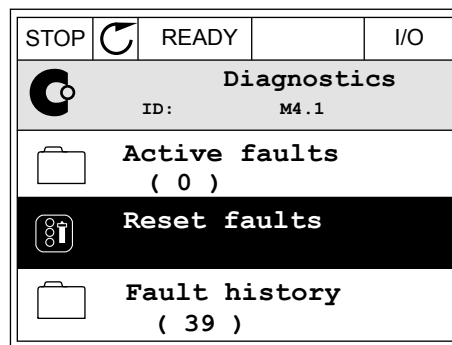 STOP READY I/O
Diagnostics
ID: M4.1
Active faults
( 0 )
Reset faults
Fault history
( 39 )